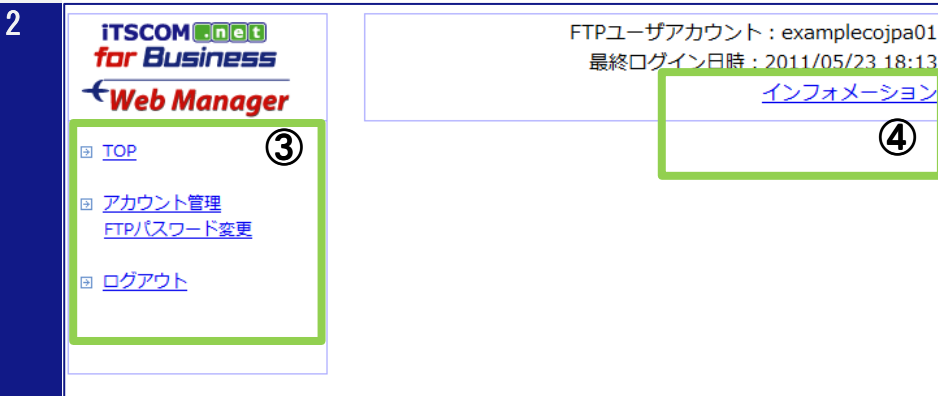 2
iTSCOM.net
for Business
Web Manager
③
TOP
アカウント管理
FTPパスワード変更
ログアウト
FTPユーザアカウント：examplecojpa01
最終ログイン日時：2011/05/23 18:13
インフォメーション
④